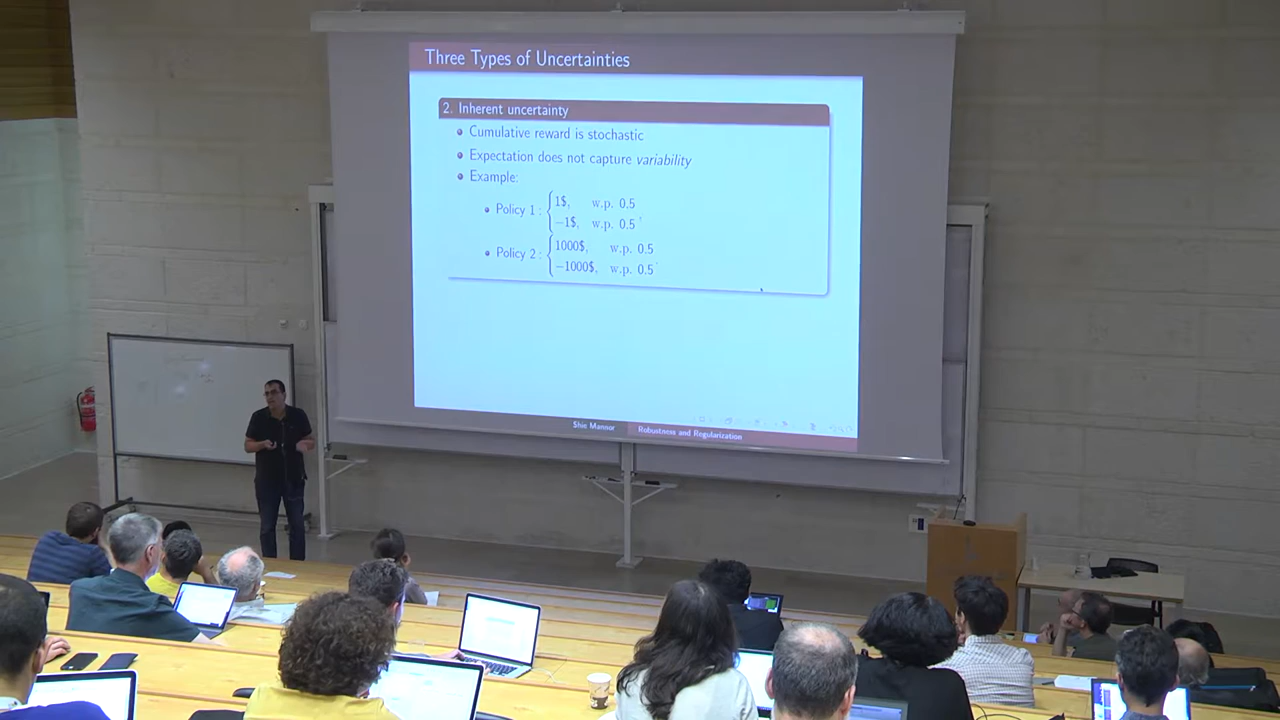 Three Types of Uncertainties
2. Inherent uncertainty
Cumulative reward is stochastic
Expectation does not capture variability
Example:
Policy 1 : { 1$, w.p. 0.5
−1$, w.p. 0.5 ,
Policy 2 : { 1000$, w.p. 0.5
−1000$, w.p. 0.5 .
Shie Mannor Robustness and Regularization